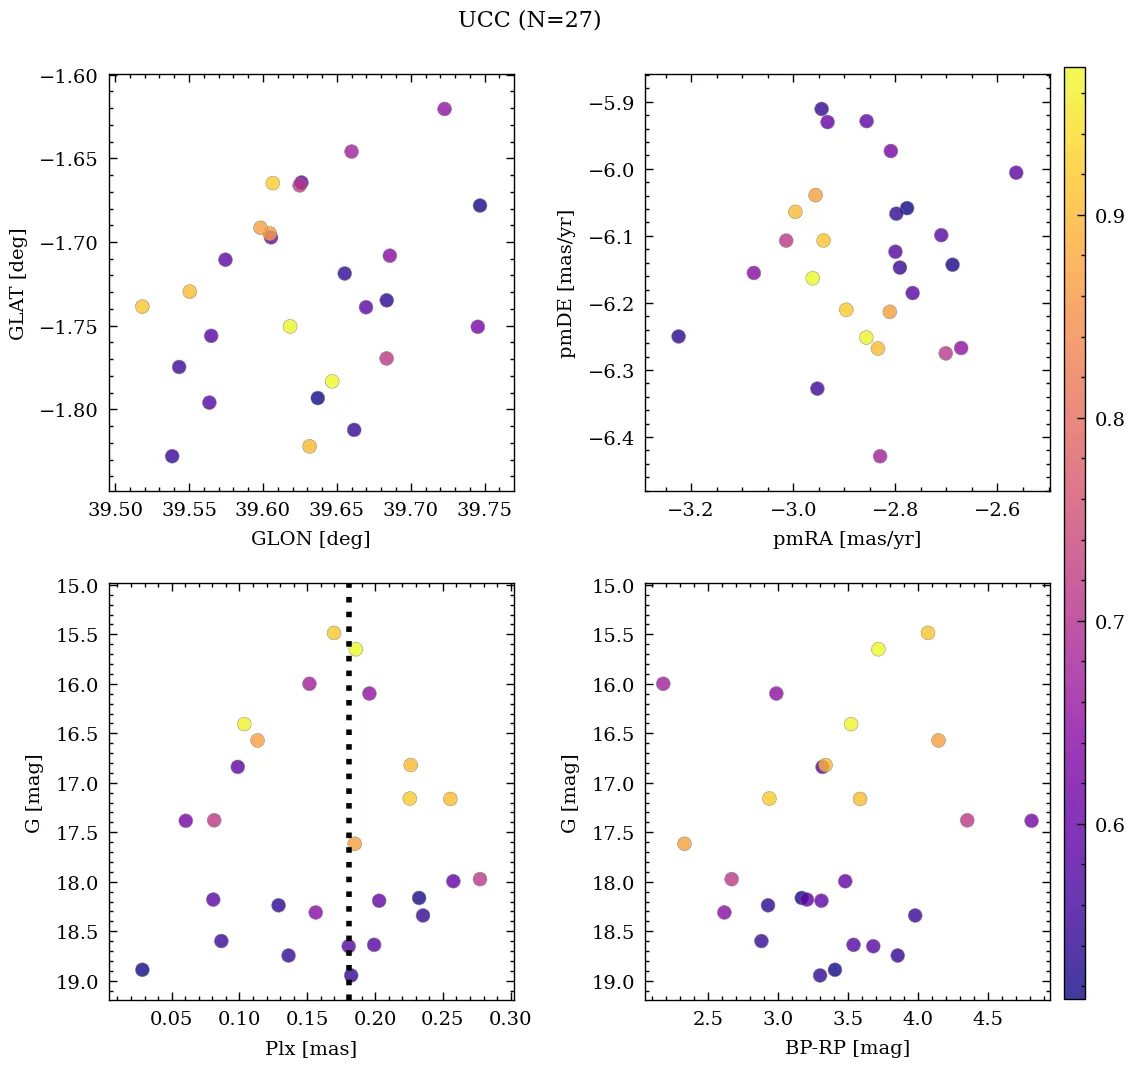 UCC (N=27)
−1.60
−1.65
−1.70
−1.75
−1.80
GLAT [deg]
39.50 39.55 39.60 39.65 39.70 39.75
GLON [deg]
−5.9
−6.0
−6.1
−6.2
−6.3
−6.4
pmDE [mas/yr]
−3.2 −3.0 −2.8 −2.6
pmRA [mas/yr]
15.0
15.5
16.0
16.5
17.0
17.5
18.0
18.5
19.0
G [mag]
0.05 0.10 0.15 0.20 0.25 0.30
Plx [mas]
15.0
15.5
16.0
16.5
17.0
17.5
18.0
18.5
19.0
G [mag]
2.5 3.0 3.5 4.0 4.5
BP-RP [mag]
0.9
0.8
0.7
0.6